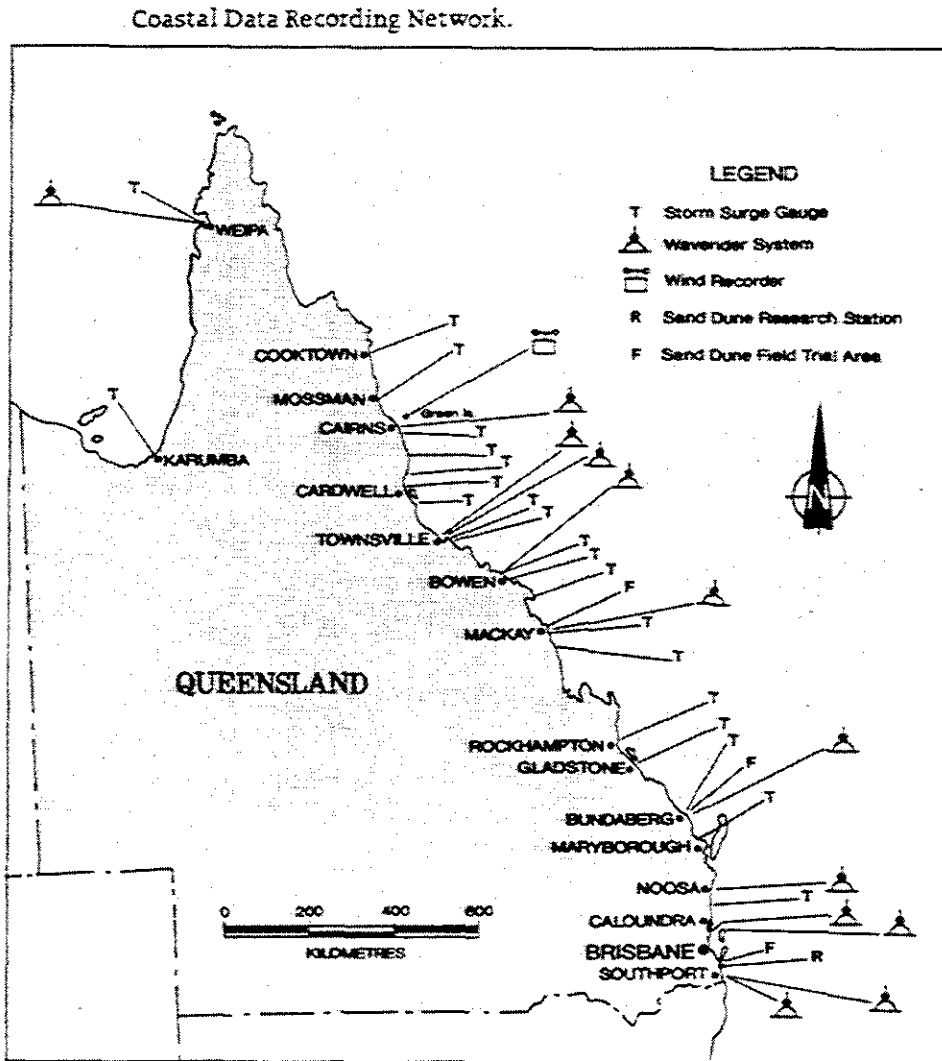 Coastal Data Recording Network.
LEGEND
T Storm Surge Gauge
Wavender System
Wind Recorder
R Sand Dune Research Station
F Sand Dune Field Trial Area
T
WEIPA
T
COOKTOWN
T
MOSSMAN
T
Green Is.
CAIRNS
T
T
KARUMBA
T
T
CARDWELL
T
T
TOWNSVILLE
T
T
BOWEN
T
T
F
MACKAY
T
T
N
QUEENSLAND
T
ROCKHAMPTON
T
GLADSTONE
T
F
T
BUNDABERG
MARYBOROUGH
NOOSA
T
CALOUNDRA
0 200 400 600
KILOMETRES
BRISBANE
F
R
SOUTHPORT